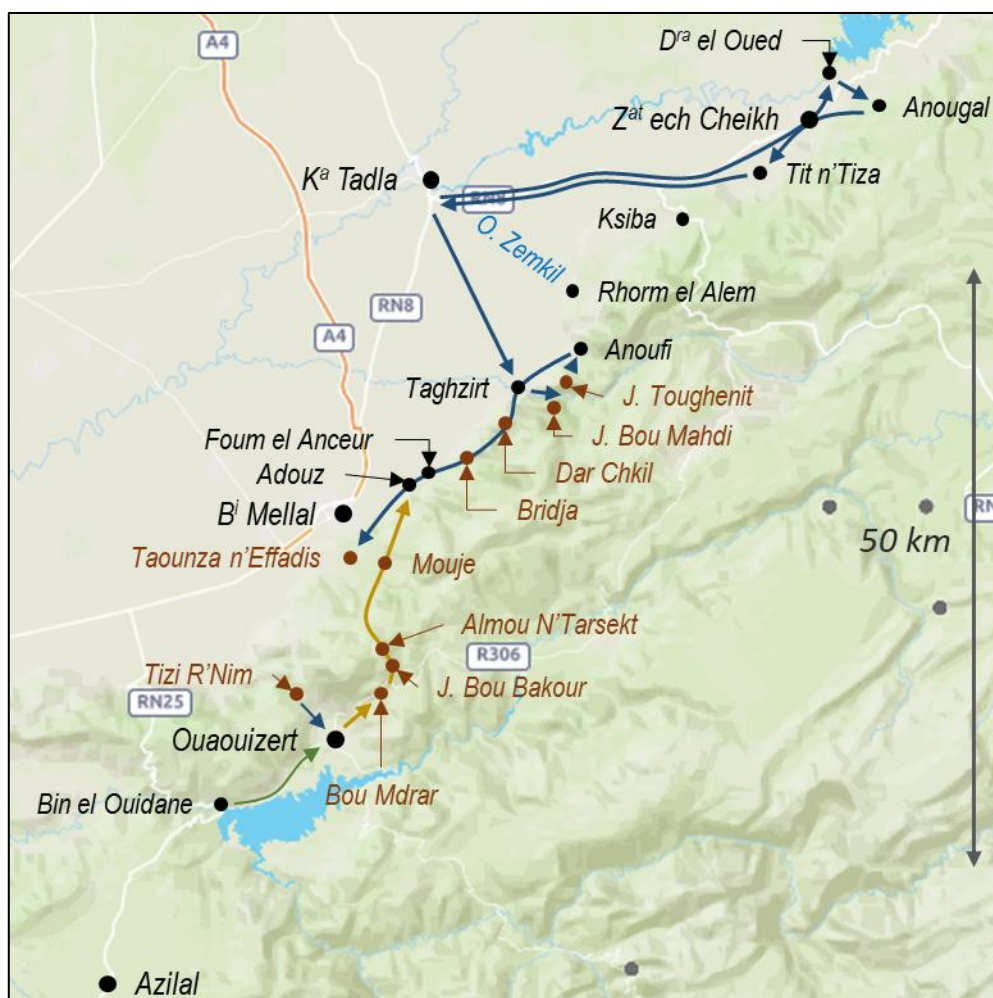 Dra el Oued
A4
Anougal
Zat ech Cheikh
Ka Tadla
Tit n'Tiza
Ksiba
O. Zemkil
Rhorm el Alem
RN8
A4
Anoufi
Taghzirt
J. Toughenit
J. Bou Mahdi
Foum el Anceur
Dar Chkil
Adouz
Bridja
Bi Mellal
RN
50 km
Taounza n'Effadis
Mouje
Almou N'Tarsekt
R306
Tizi R'Nim
J. Bou Bakour
RN25
Ouaouizert
Bou Mdrar
Bin el Ouidane
Azilal